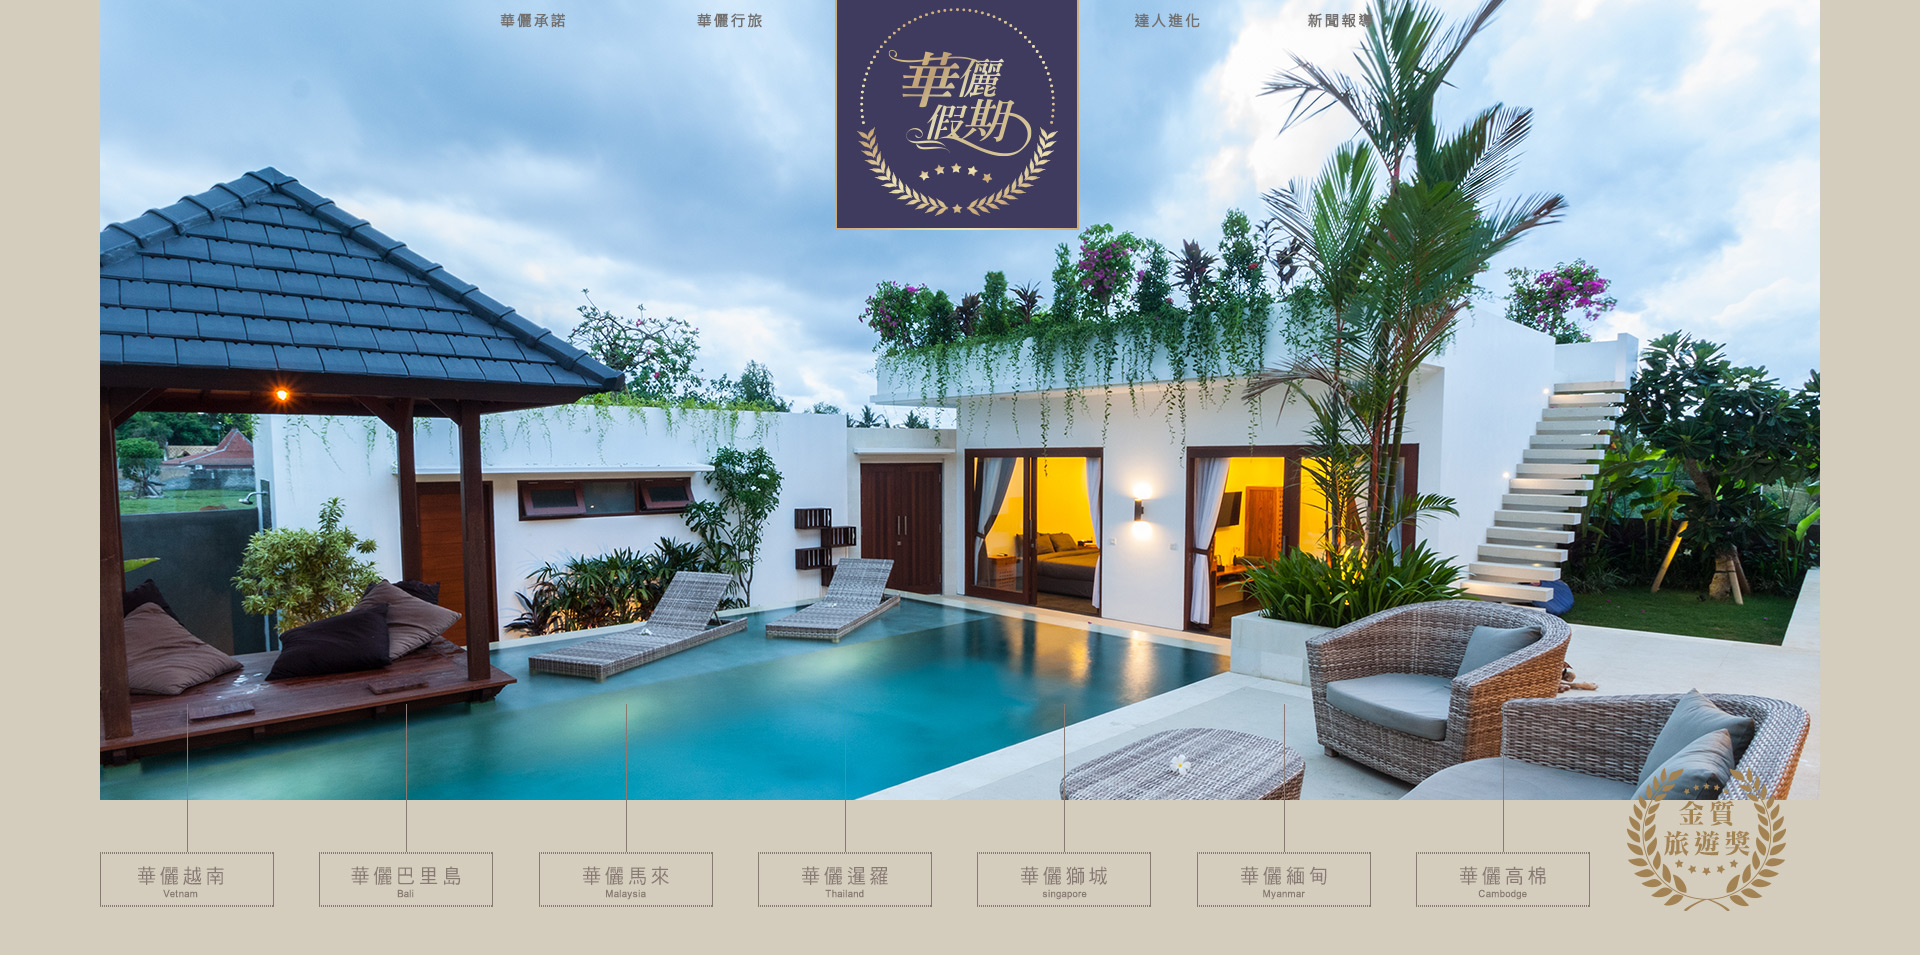 華儷承諾
華儷行旅
華儷
假期
達人進化
新聞報導
金質
旅遊獎
華儷越南
Vetnam
華儷巴里島
Bali
華儷馬來
Malaysia
華儷暹羅
Thailand
華儷獅城
singapore
華儷緬甸
Myanmar
華儷高棉
Cambodge